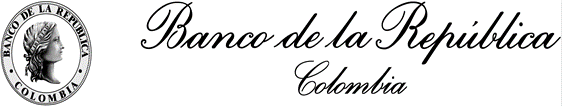 BANCO DE LA REPUBLICA
· COLOMBIA ·
Banco de la República
Colombia